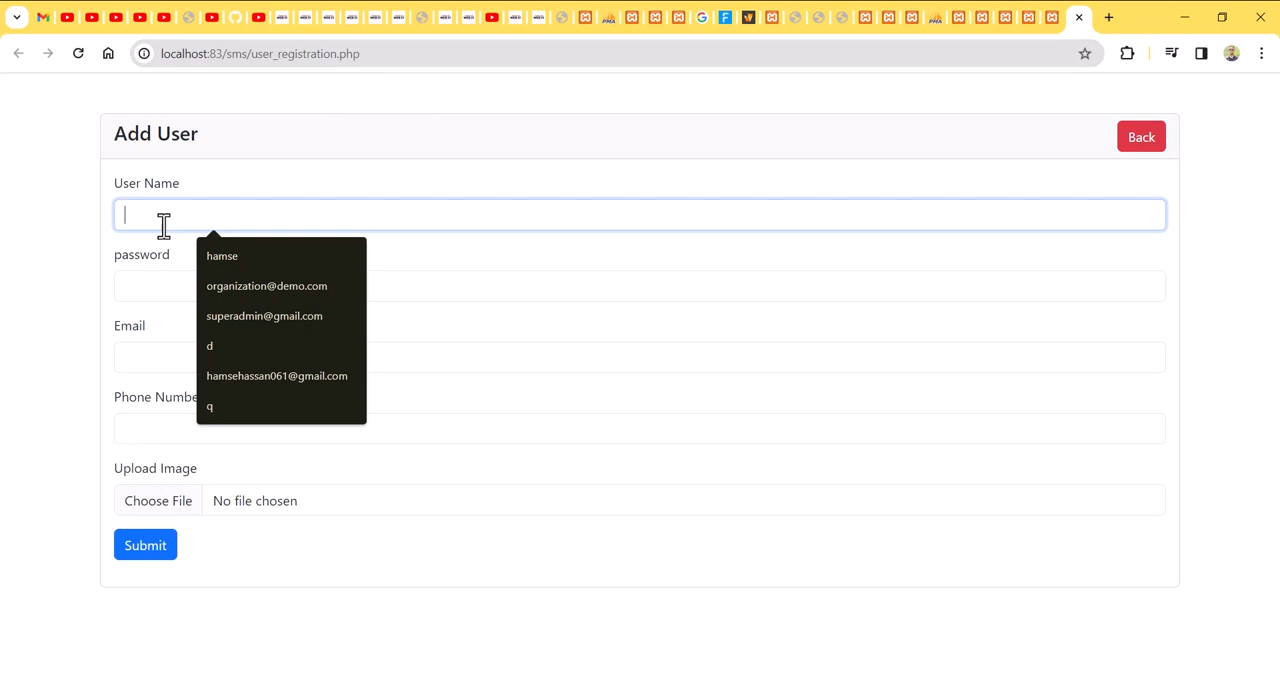 localhost:83/sms/user_registration.php
Add User
Back
User Name
hamse
organization@demo.com
superadmin@gmail.com
d
hamsehassan061@gmail.com
q
password
Email
Phone Numbe
Upload Image
Choose File No file chosen
Submit